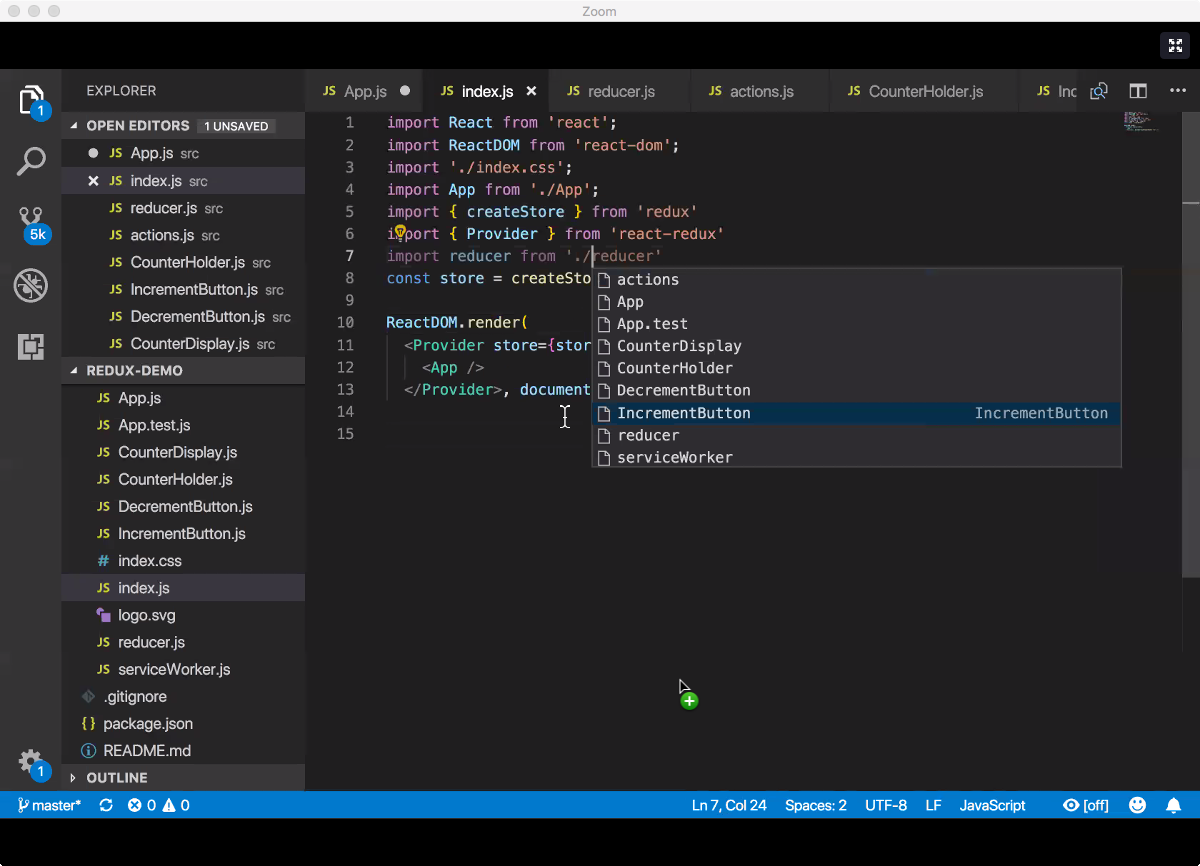 Zoom
1
EXPLORER
JS App.js
JS index.js
JS reducer.js
JS actions.js
JS CounterHolder.js
JS Inc
OPEN EDITORS 1 UNSAVED
JS App.js src
JS index.js src
JS reducer.js src
JS actions.js src
JS CounterHolder.js src
JS IncrementButton.js src
JS DecrementButton.js src
JS CounterDisplay.js src
5k
REDUX-DEMO
JS App.js
JS App.test.js
JS CounterDisplay.js
JS CounterHolder.js
JS DecrementButton.js
JS IncrementButton.js
# index.css
JS index.js
logo.svg
JS reducer.js
JS serviceWorker.js
.gitignore
{} package.json
README.md
OUTLINE
1
1 import React from 'react';
2 import ReactDOM from 'react-dom';
3 import './index.css';
4 import App from './App';
5 import { createStore } from 'redux'
6 import { Provider } from 'react-redux'
7 import reducer from './reducer'
8 const store = createSto
9
10 ReactDOM.render(
11 <Provider store={stor
12 <App />
13 </Provider>, document
14
15
actions
App
App.test
CounterDisplay
CounterHolder
DecrementButton
IncrementButton IncrementButton
reducer
serviceWorker
master* 0 0
Ln 7, Col 24 Spaces: 2 UTF-8 LF JavaScript [off]